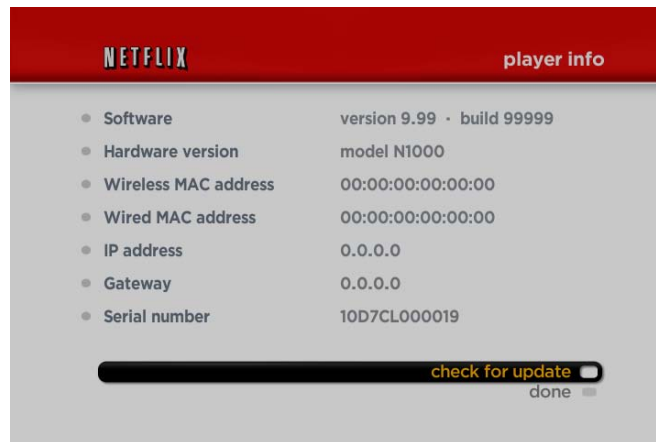 NETFLIX player info
Software version 9.99 · build 99999
Hardware version model N1000
Wireless MAC address 00:00:00:00:00:00
Wired MAC address 00:00:00:00:00:00
IP address 0.0.0.0
Gateway 0.0.0.0
Serial number 10D7CL000019
check for update
done